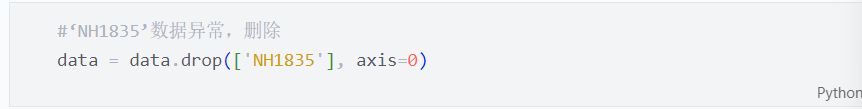 #‘NH1835’数据异常，删除
data = data.drop(['NH1835'], axis=0)
Python